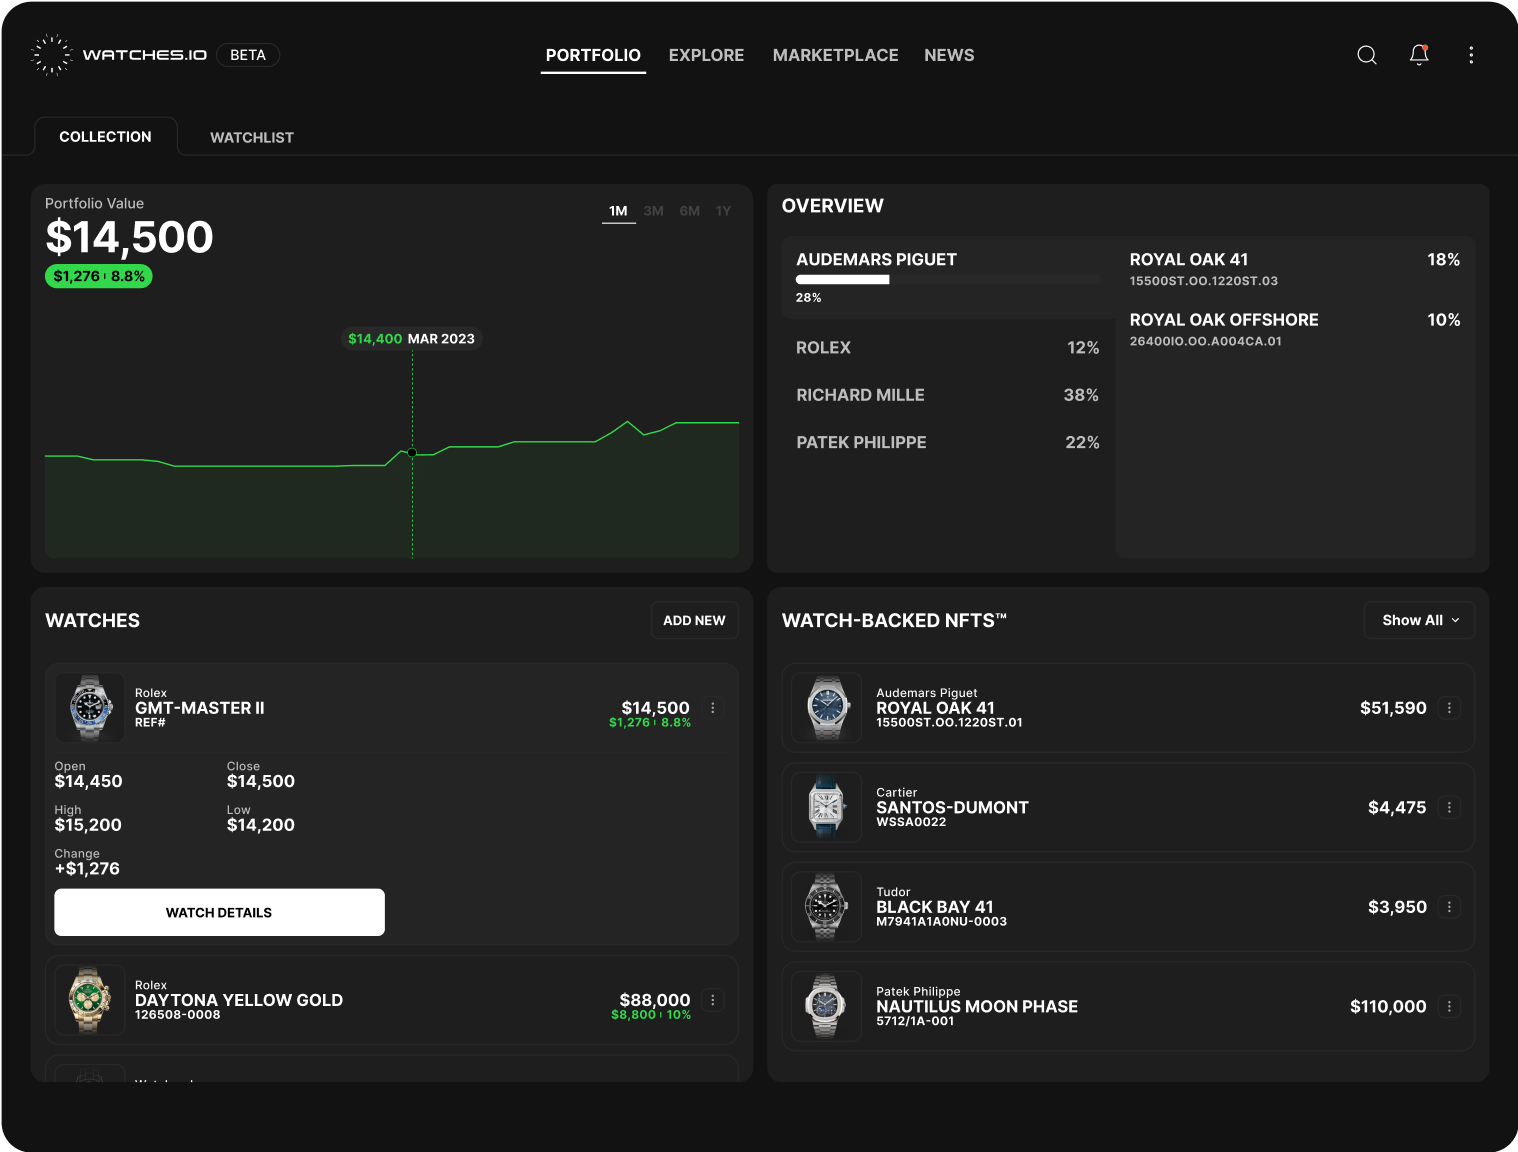 WATCHES.IO BETA
PORTFOLIO EXPLORE MARKETPLACE NEWS
COLLECTION WATCHLIST
Portfolio Value
$14,500
$1,276 8.8%
1M 3M 6M 1Y
$14,400 MAR 2023
OVERVIEW
AUDEMARS PIGUET
28%
ROLEX 12%
RICHARD MILLE 38%
PATEK PHILIPPE 22%
ROYAL OAK 41 18%
15500ST.OO.1220ST.03
ROYAL OAK OFFSHORE 10%
26400IO.OO.A004CA.01
WATCHES ADD NEW
Rolex
GMT-MASTER II $14,500
REF# $1,276 8.8%
Open Close
$14,450 $14,500
High Low
$15,200 $14,200
Change
+$1,276
WATCH DETAILS
Rolex
DAYTONA YELLOW GOLD $88,000
126508-0008 $8,800 10%
WATCH-BACKED NFTS™ Show All
Audemars Piguet
ROYAL OAK 41 $51,590
15500ST.OO.1220ST.01
Cartier
SANTOS-DUMONT $4,475
WSSA0022
Tudor
BLACK BAY 41 $3,950
M7941A1A0NU-0003
Patek Philippe
NAUTILUS MOON PHASE $110,000
5712/1A-001